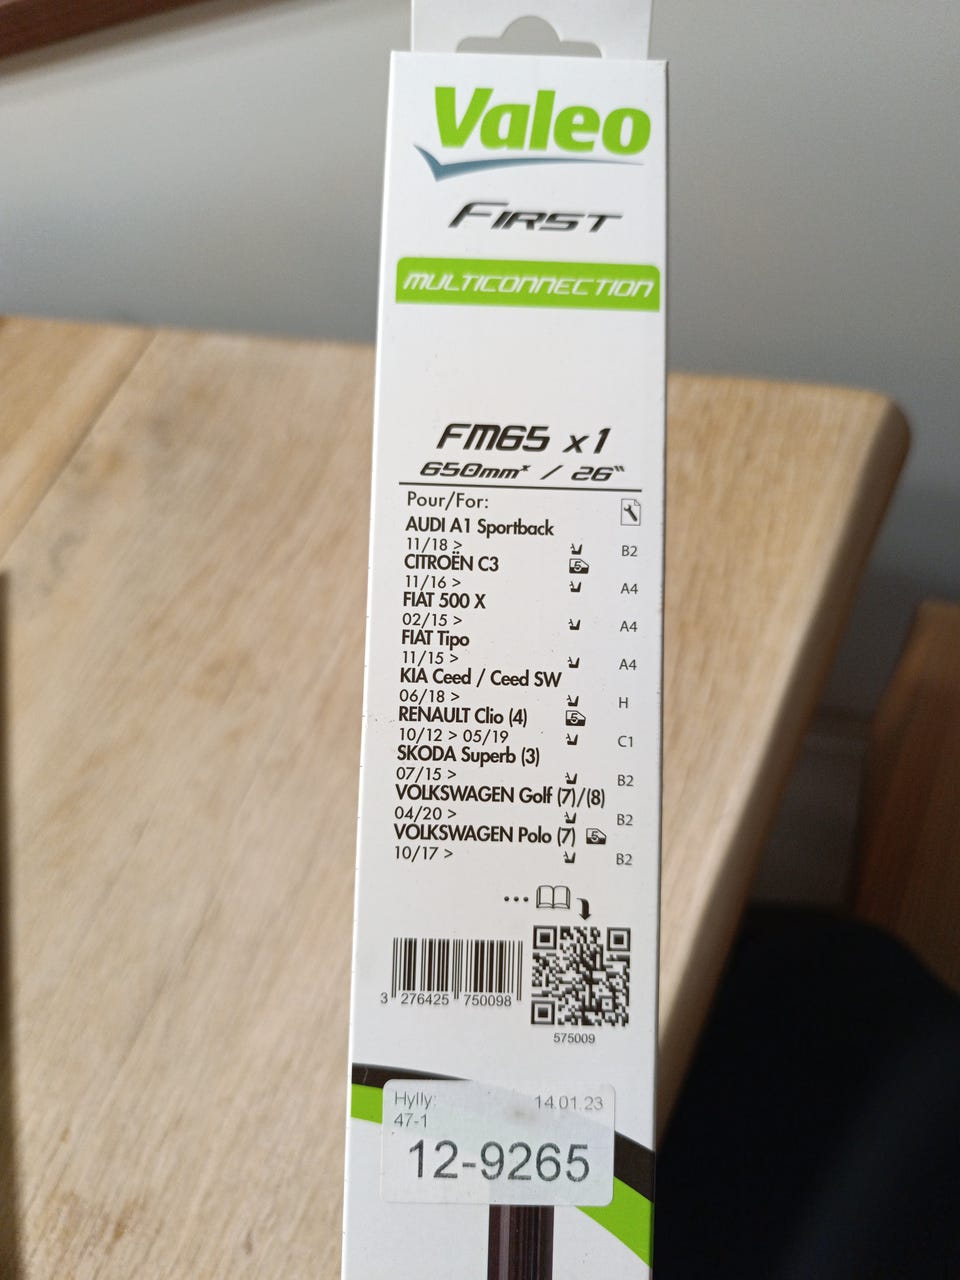 Valeo
FIRST
MULTICONNECTION
FM65 x1
650mm / 26"
Pour/For:
AUDI A1 Sportback
11/18 > B2
CITROËN C3 5
11/16 > A4
FIAT 500 X
02/15 > A4
FIAT Tipo
11/15 > A4
KIA Ceed / Ceed SW
06/18 > H
RENAULT Clio (4) 5
10/12 > 05/19 C1
SKODA Superb (3)
07/15 > B2
VOLKSWAGEN Golf (7)/(8)
04/20 > B2
VOLKSWAGEN Polo (7) 5
10/17 > B2
...
3 276425 750098
575009
Hylly: 14.01.23
47-1
12-9265